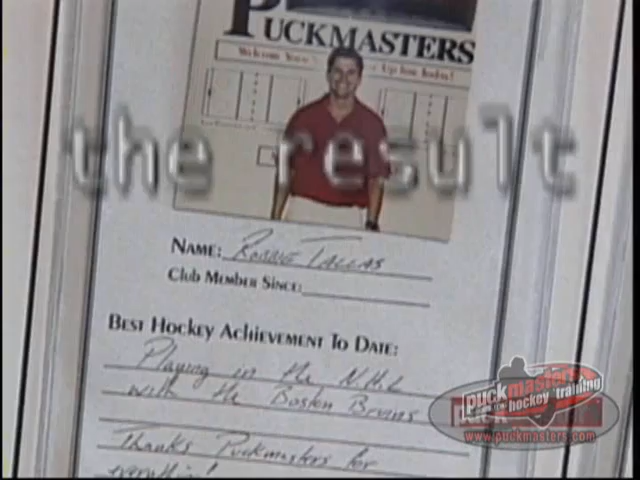 PUCKMASTERS
the result
NAME: Robbie Tallas
CLUB MEMBER SINCE:
BEST HOCKEY ACHIEVEMENT TO DATE:
Playing in the N.H.L
with the Boston Bruins
Thanks Puckmasters for
everything!
puckmasters
hockey training
www.puckmasters.com